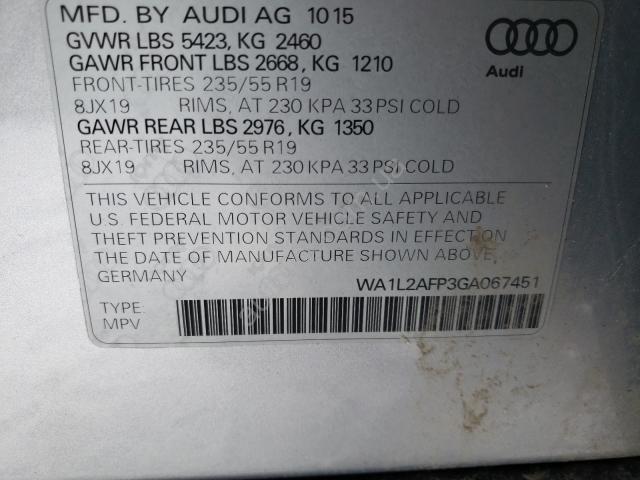 MFD. BY AUDI AG 10 15
GVWR LBS 5423, KG 2460
GAWR FRONT LBS 2668, KG 1210
FRONT-TIRES 235/55 R19
8JX19 RIMS, AT 230 KPA 33 PSI COLD
GAWR REAR LBS 2976, KG 1350
REAR-TIRES 235/55 R19
8JX19 RIMS, AT 230 KPA 33 PSI COLD
Audi
THIS VEHICLE CONFORMS TO ALL APPLICABLE
U.S. FEDERAL MOTOR VEHICLE SAFETY AND
THEFT PREVENTION STANDARDS IN EFFECT ON
THE DATE OF MANUFACTURE SHOWN ABOVE,
GERMANY
WA1L2AFP3GA067451
TYPE:
MPV